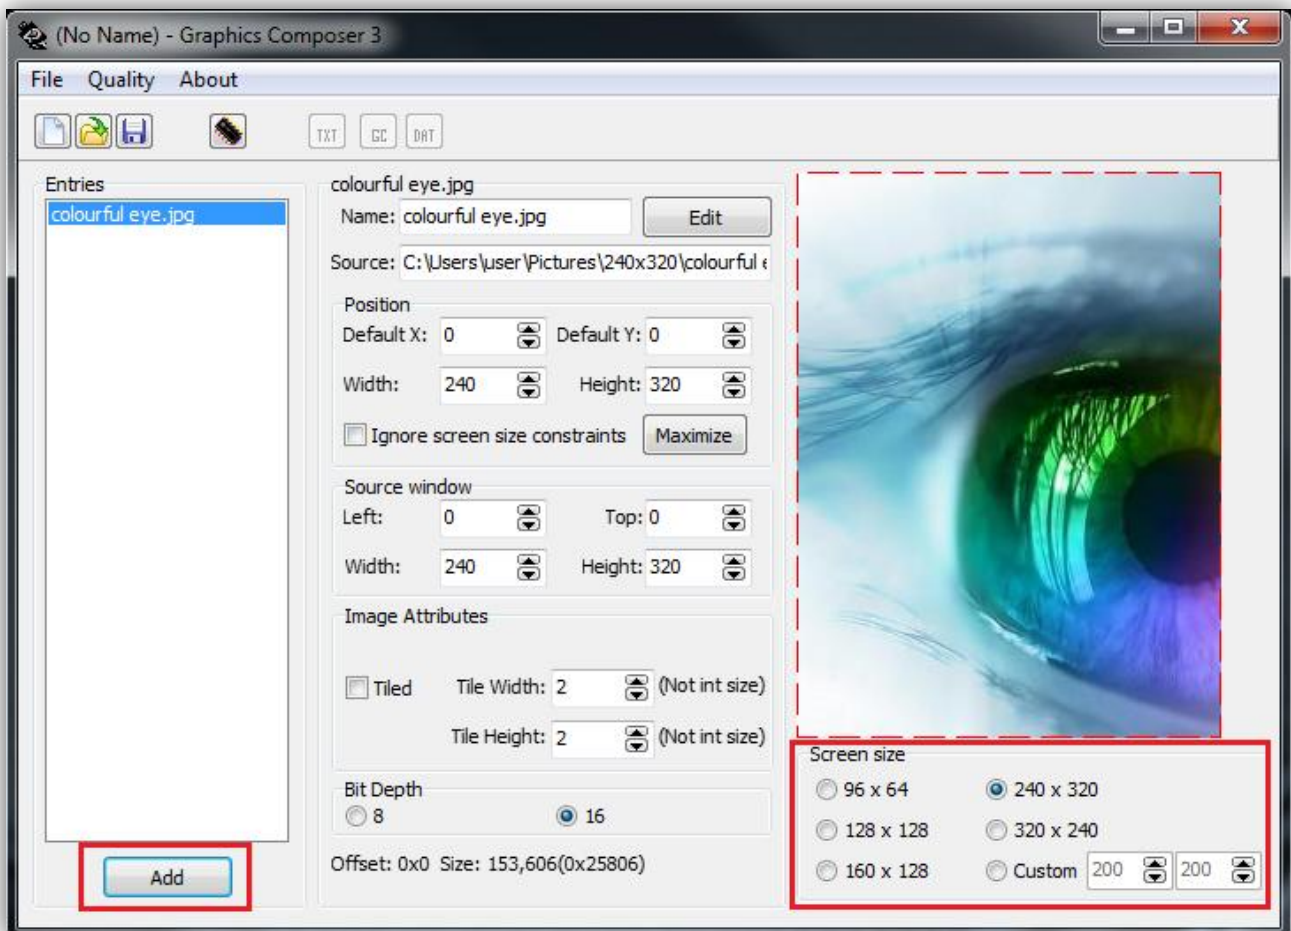 (No Name) - Graphics Composer 3
File Quality About
TXT GC DAT
Entries
colourful eye.jpg
Add
colourful eye.jpg
Name: colourful eye.jpg Edit
Source: C:\Users\user\Pictures\240x320\colourful e
Position
Default X: 0 Default Y: 0
Width: 240 Height: 320
Ignore screen size constraints Maximize
Source window
Left: 0 Top: 0
Width: 240 Height: 320
Image Attributes
Tiled Tile Width: 2 (Not int size)
Tile Height: 2 (Not int size)
Bit Depth
8 16
Offset: 0x0 Size: 153,606(0x25806)
Screen size
96 x 64 240 x 320
128 x 128 320 x 240
160 x 128 Custom 200 200